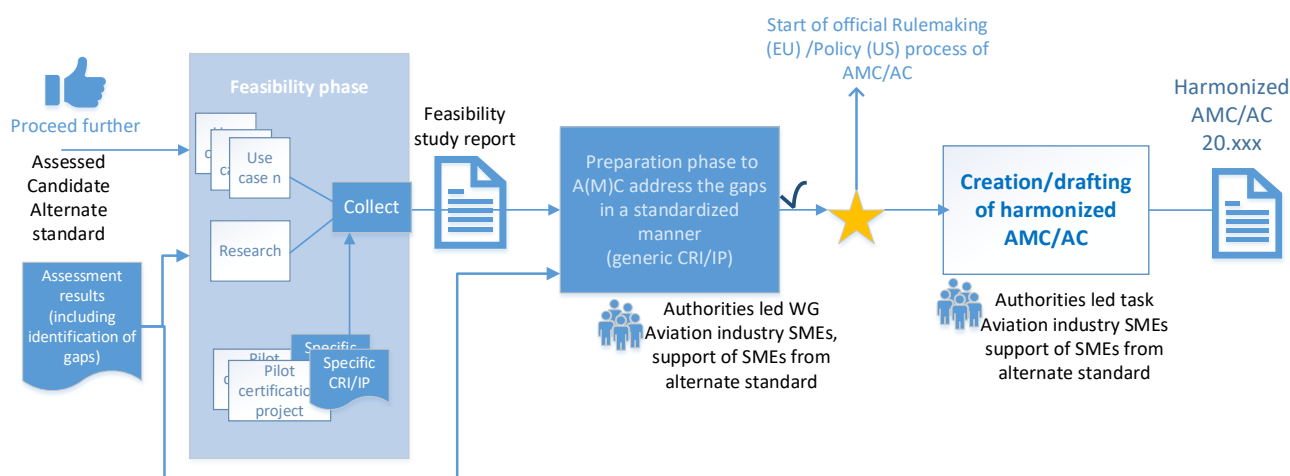 Start of official Rulemaking
(EU) /Policy (US) process of
AMC/AC
Proceed further
Assessed
Candidate
Alternate
standard
Assessment
results
(including
identification of
gaps)
Feasibility phase
Use
case n
Research
Collect
Pilot
Pilot
certification
project
Specific
Specific
CRI/IP
Feasibility
study report
Preparation phase to
A(M)C address the gaps
in a standardized
manner
(generic CRI/IP)
Authorities led WG
Aviation industry SMEs,
support of SMEs from
alternate standard
Creation/drafting
of harmonized
AMC/AC
Authorities led task
Aviation industry SMEs
support of SMEs from
alternate standard
Harmonized
AMC/AC
20.xxx